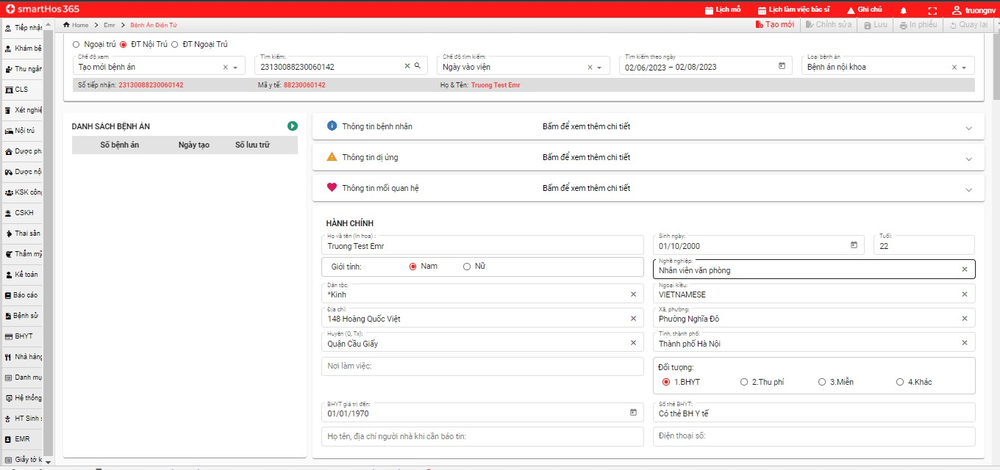 smartHos365
Lịch mổ
Lịch làm việc bác sĩ
Ghi chú
truongnv
Home > Emr > Bệnh Án Điện Tử
Tạo mới
Chỉnh sửa
Lưu
In phiếu
Quay lại
Tiếp nhận
Khám bệ
Thu ngân
CLS
Xét nghiệ
Nội trú
Dược ph
Dược nội
KSK công
CSKH
Thai sản
Thẩm mỹ
Kế toán
Báo cáo
Bệnh sử
BHYT
Nhà hàng
Danh mụ
Hệ thống
HT Sinh s
EMR
Giấy tờ k
Ngoại trú
ĐT Nội Trú
ĐT Ngoại Trú
Chế độ xem
Tạo mới bệnh án
Tìm kiếm:
23130088230060142
Chế độ tìm kiếm:
Ngày vào viện
Tìm kiếm theo ngày
02/06/2023 – 02/08/2023
Loại bệnh án
Bệnh án nội khoa
Số tiếp nhận: 23130088230060142
Mã y tế: 88230060142
Họ & Tên: Truong Test Emr
DANH SÁCH BỆNH ÁN
Số bệnh án
Ngày tạo
Số lưu trữ
Thông tin bệnh nhân
Bấm để xem thêm chi tiết
Thông tin dị ứng
Bấm để xem thêm chi tiết
Thông tin mối quan hệ
Bấm để xem thêm chi tiết
HÀNH CHÍNH
Họ và tên (In hoa) :
Truong Test Emr
Sinh ngày:
01/10/2000
Tuổi:
22
Giới tính:
Nam
Nữ
Nghề nghiệp:
Nhân viên văn phòng
Dân tộc:
*Kinh
Ngoại kiều:
VIETNAMESE
Địa chỉ:
148 Hoàng Quốc Việt
Xã, phường:
Phường Nghĩa Đô
Huyện (Q, Tx):
Quận Cầu Giấy
Tỉnh, thành phố:
Thành phố Hà Nội
Nơi làm việc:
Đối tượng:
1.BHYT
2.Thu phí
3.Miễn
4.Khác
BHYT giá trị đến:
01/01/1970
Số thẻ BHYT:
Có thẻ BH Y tế
Họ tên, địa chỉ người nhà khi cần báo tin:
Điện thoại số: